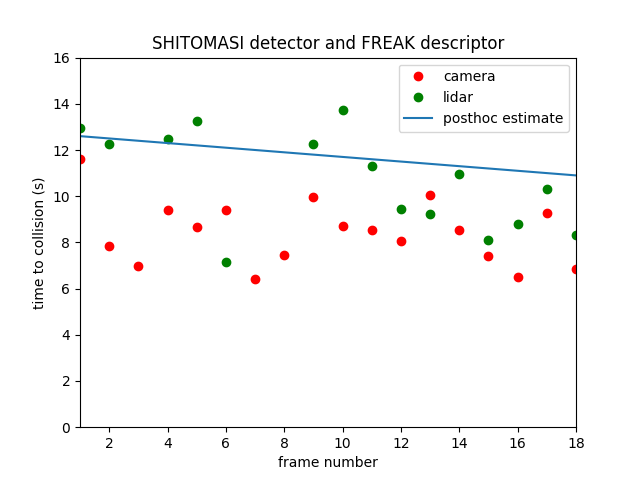 SHITOMASI detector and FREAK descriptor
camera
lidar
posthoc estimate
time to collision (s)
16
14
12
10
8
6
4
2
0
2 4 6 8 10 12 14 16 18
frame number